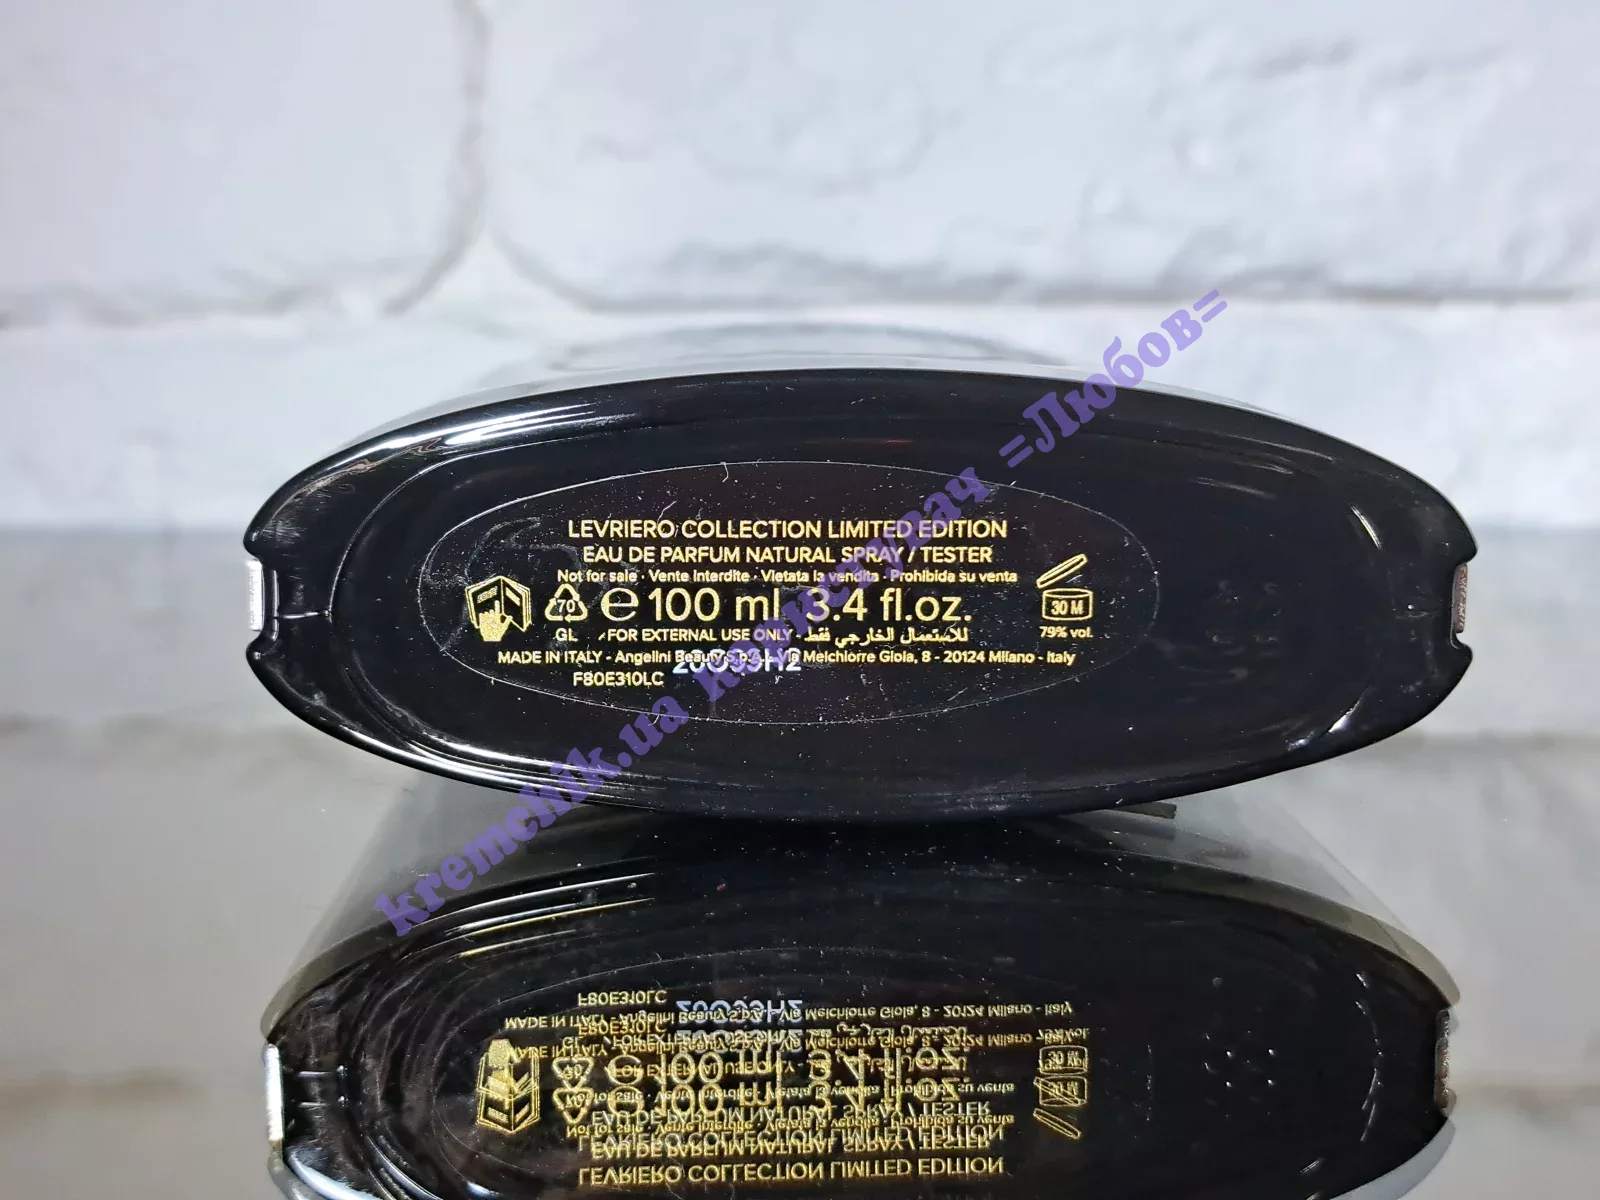 LEVRIERO COLLECTION LIMITED EDITION
EAU DE PARFUM NATURAL SPRAY / TESTER
Not for sale · Vente Interdite · Vietata la vendita · Prohibida su venta
70 e 100 ml 3.4 fl.oz. 30 M
GL -FOR EXTERNAL USE ONLY - للاستعمال الخارجي فقط 79% vol.
MADE IN ITALY - Angelini Beauty S.p.A. - Via Melchiorre Gioia, 8 - 20124 Milano - Italy
F80E310LC
kremchik.ua користувач =Любов=